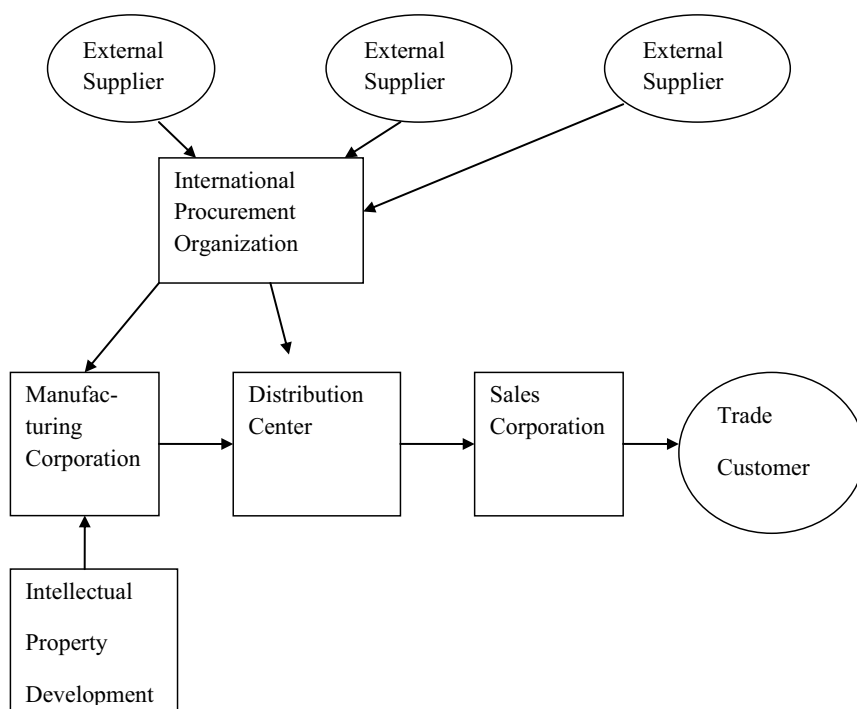 External
Supplier
External
Supplier
External
Supplier
International
Procurement
Organization
Manufac-
turing
Corporation
Distribution
Center
Sales
Corporation
Trade
Customer
Intellectual
Property
Development